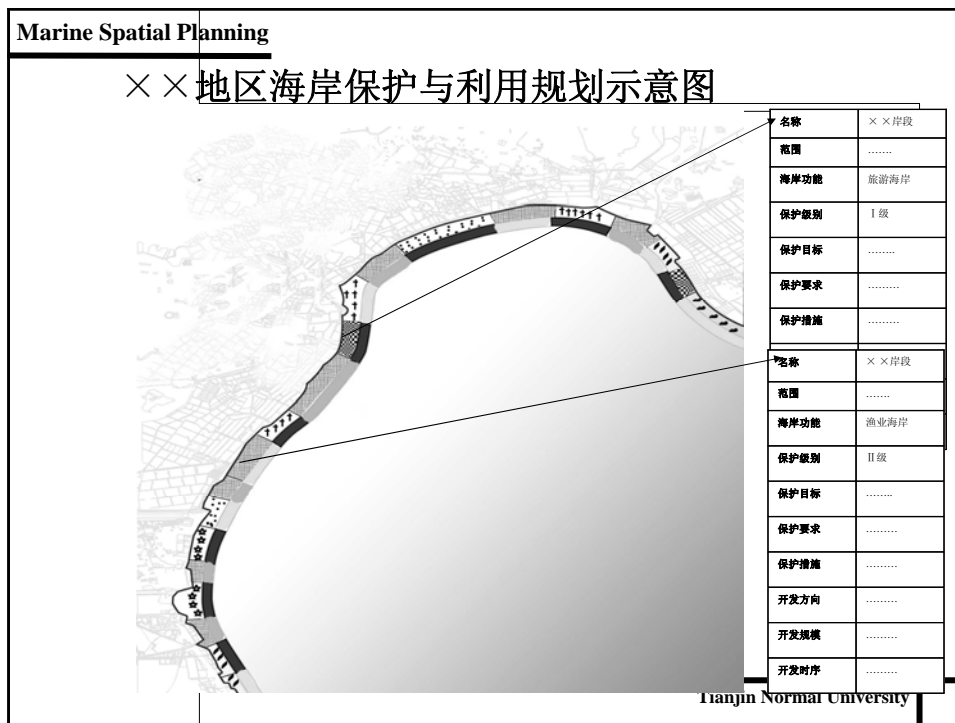 Marine Spatial Planning
××地区海岸保护与利用规划示意图
名称 ××岸段
范围 …….
海岸功能 旅游海岸
保护级别 Ⅰ级
保护目标 ……..
保护要求 ………
保护措施 ………
名称 ××岸段
范围 …….
海岸功能 渔业海岸
保护级别 Ⅱ级
保护目标 ……..
保护要求 ………
保护措施 ………
开发方向 ………
开发规模 ………
开发时序 ………
Tianjin Normal University